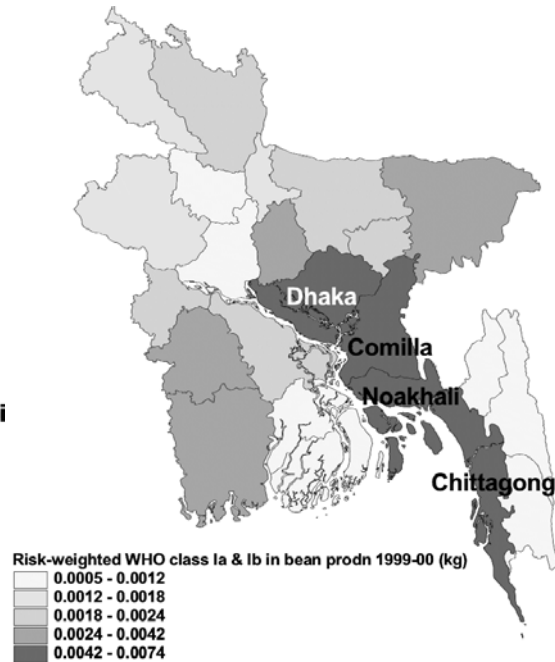 Dhaka
Comilla
Noakhali
i
Chittagong
Risk-weighted WHO class Ia & Ib in bean prodn 1999-00 (kg)
0.0005 - 0.0012
0.0012 - 0.0018
0.0018 - 0.0024
0.0024 - 0.0042
0.0042 - 0.0074